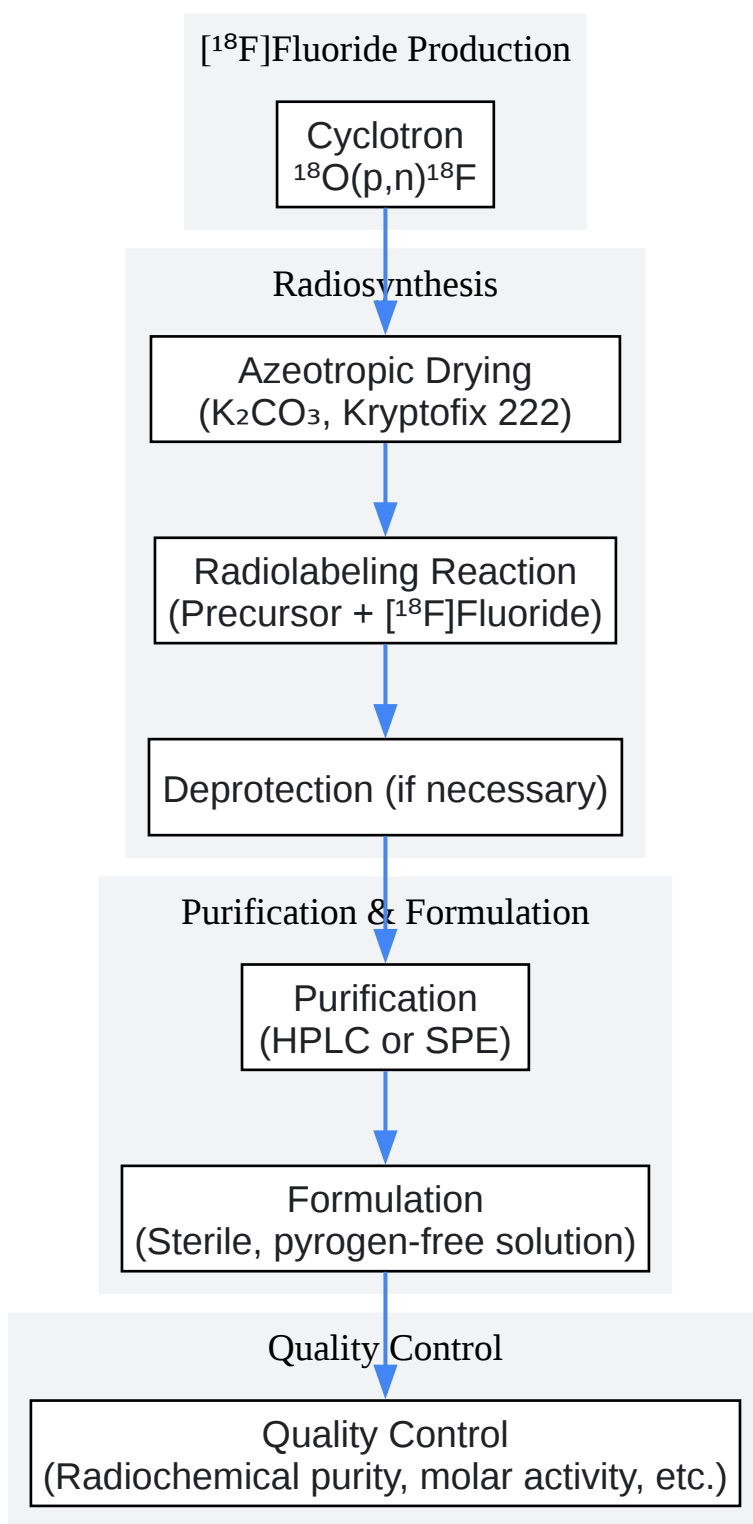 [¹⁸F]Fluoride Production
Cyclotron
¹⁸O(p,n)¹⁸F
Radiosynthesis
Azeotropic Drying
(K₂CO₃, Kryptofix 222)
Radiolabeling Reaction
(Precursor + [¹⁸F]Fluoride)
Deprotection (if necessary)
Purification & Formulation
Purification
(HPLC or SPE)
Formulation
(Sterile, pyrogen-free solution)
Quality Control
Quality Control
(Radiochemical purity, molar activity, etc.)